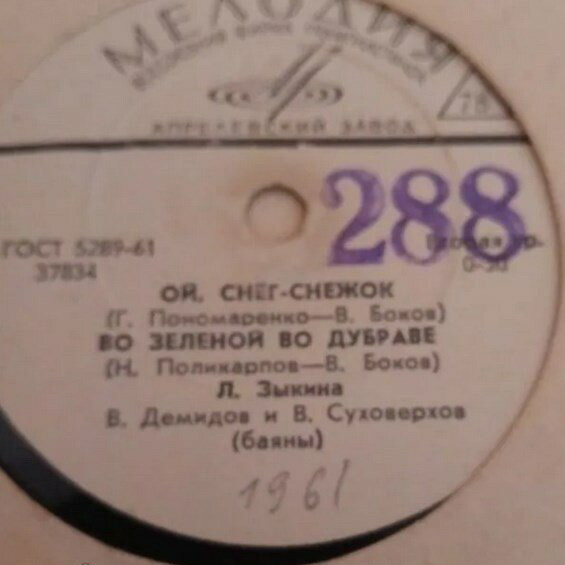 МЕЛОДИЯ
78
АПРЕЛЕВСКИЙ ЗАВОД
288
ГОСТ 5289-61
37834
ОЙ, СНЕГ-СНЕЖОК
(Г. Пономаренко—В. Боков)
ВО ЗЕЛЕНОЙ ВО ДУБРАВЕ
(Н. Поликарпов—В. Боков)
Л. Зыкина
В. Демидов и В. Суховерхов
(баяны)
1961